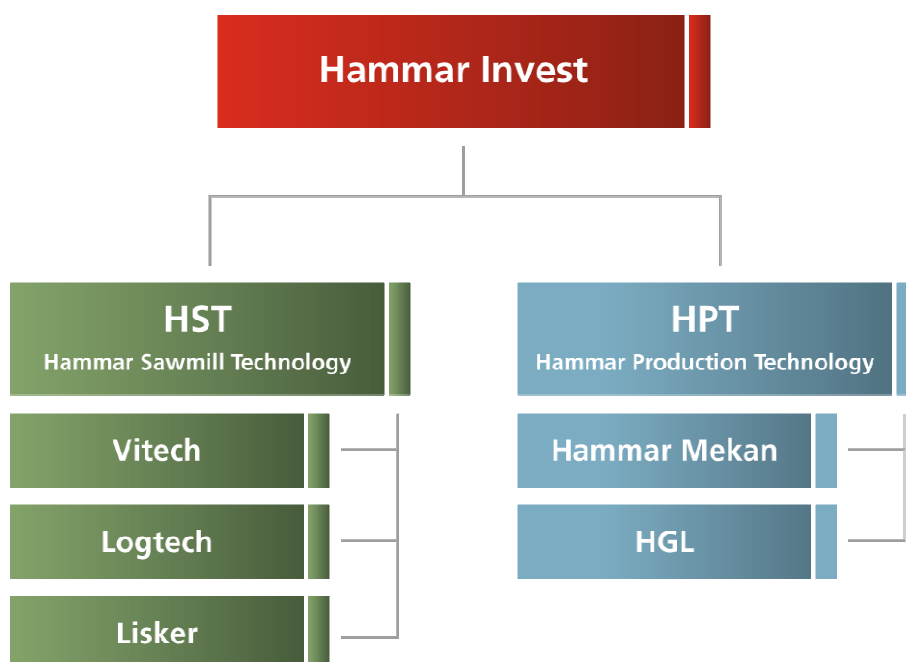 Hammar Invest
HST
Hammar Sawmill Technology
Vitech
Logtech
Lisker
HPT
Hammar Production Technology
Hammar Mekan
HGL